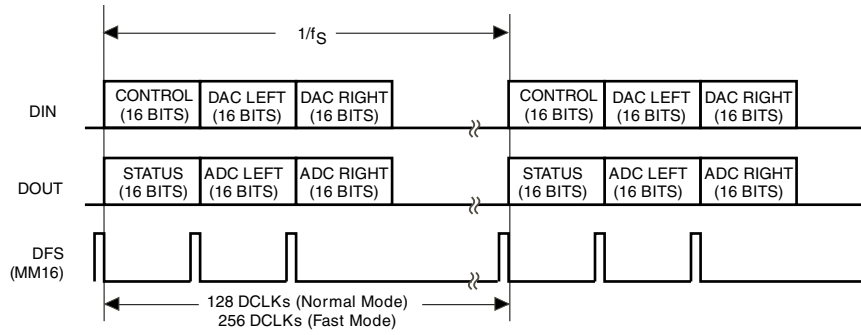 1/fS
DIN
CONTROL (16 BITS)
DAC LEFT (16 BITS)
DAC RIGHT (16 BITS)
CONTROL (16 BITS)
DAC LEFT (16 BITS)
DAC RIGHT (16 BITS)
DOUT
STATUS (16 BITS)
ADC LEFT (16 BITS)
ADC RIGHT (16 BITS)
STATUS (16 BITS)
ADC LEFT (16 BITS)
ADC RIGHT (16 BITS)
DFS
(MM16)
128 DCLKs (Normal Mode)
256 DCLKs (Fast Mode)